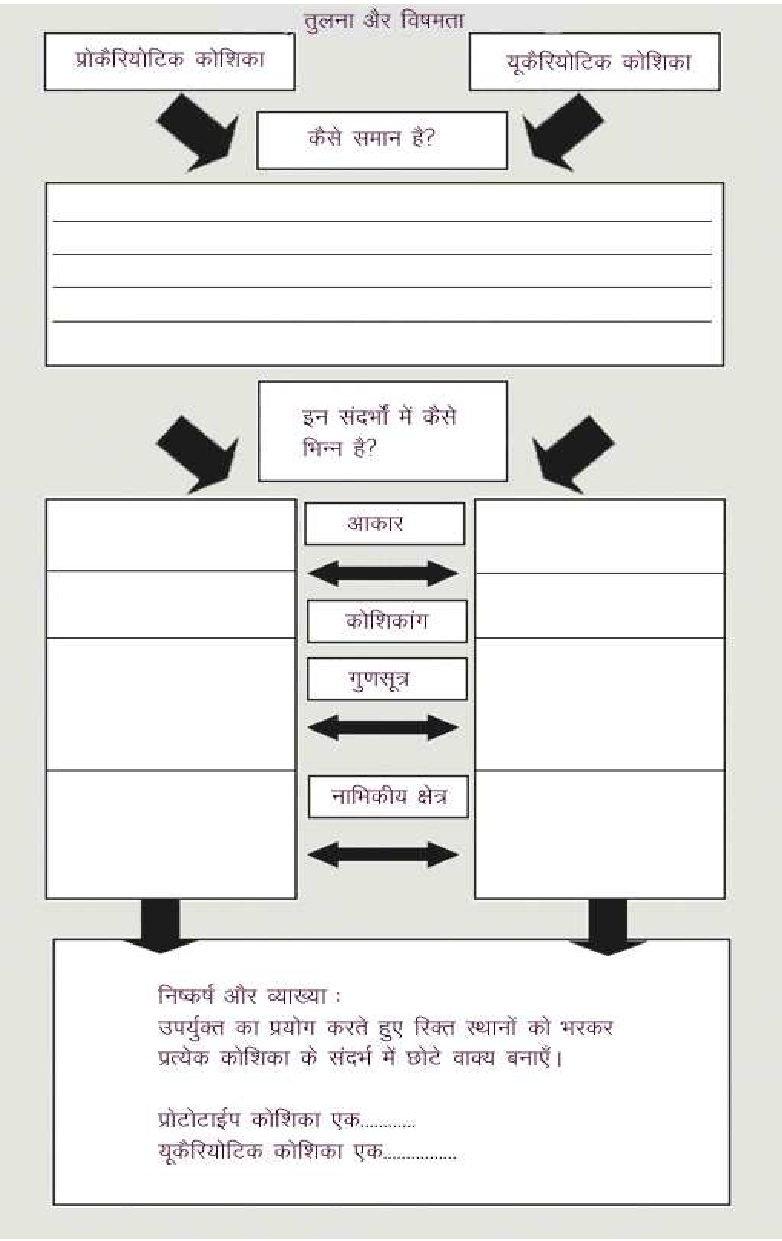 तुलना और विषमता
प्रोकैरियोटिक कोशिका
यूकैरियोटिक कोशिका
कैसे समान है?
इन संदर्भों में कैसे
भिन्न है?
आकार
कोशिकांग
गुणसूत्र
नाभिकीय क्षेत्र
निष्कर्ष और व्याख्या :
उपर्युक्त का प्रयोग करते हुए रिक्त स्थानों को भरकर
प्रत्येक कोशिका के संदर्भ में छोटे वाक्य बनाएँ।
प्रोटोटाईप कोशिका एक............
यूकैरियोटिक कोशिका एक................